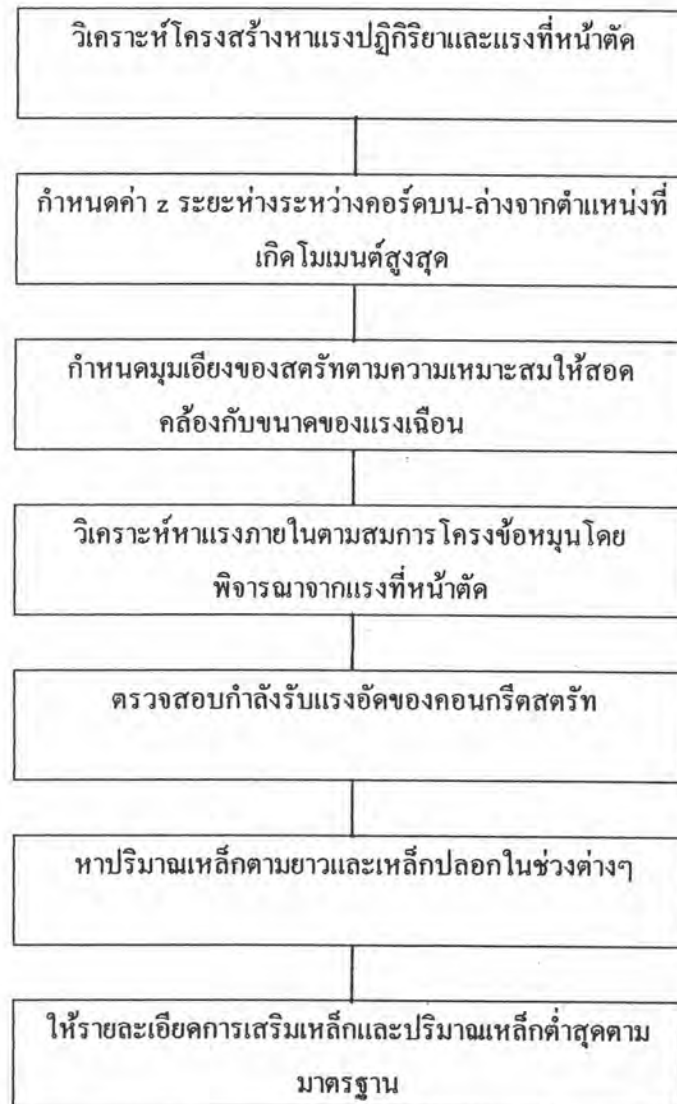 วิเคราะห์โครงสร้างหาแรงปฏิกิริยาและแรงที่หน้าตัด
กำหนดค่า z ระยะห่างระหว่างคอร์ดบน-ล่างจากตำแหน่งที่
เกิดโมเมนต์สูงสุด
กำหนดมุมเอียงของสตรัทตามความเหมาะสมให้สอด
คล้องกับขนาดของแรงเฉือน
วิเคราะห์หาแรงภายในตามสมการโครงข้อหมุนโดย
พิจารณาจากแรงที่หน้าตัด
ตรวจสอบกำลังรับแรงอัดของคอนกรีตสตรัท
หาปริมาณเหล็กตามยาวและเหล็กปลอกในช่วงต่างๆ
ให้รายละเอียดการเสริมเหล็กและปริมาณเหล็กต่ำสุดตาม
มาตรฐาน